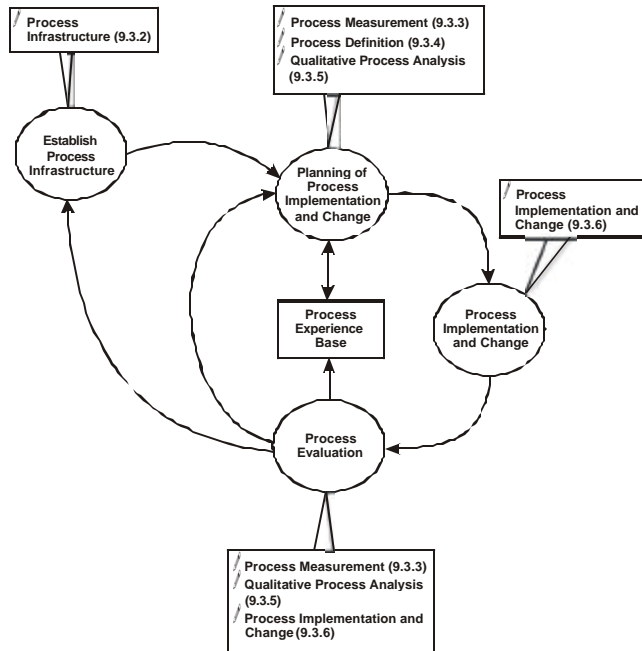 Process
Infrastructure (9.3.2)
Process Measurement (9.3.3)
Process Definition (9.3.4)
Qualitative Process Analysis
(9.3.5)
Establish
Process
Infrastructure
Planning of
Process
Implementation
and Change
Process
Implementation and
Change (9.3.6)
Process
Experience
Base
Process
Implementation
and Change
Process
Evaluation
Process Measurement (9.3.3)
Qualitative Process Analysis
(9.3.5)
Process Implementation and
Change (9.3.6)